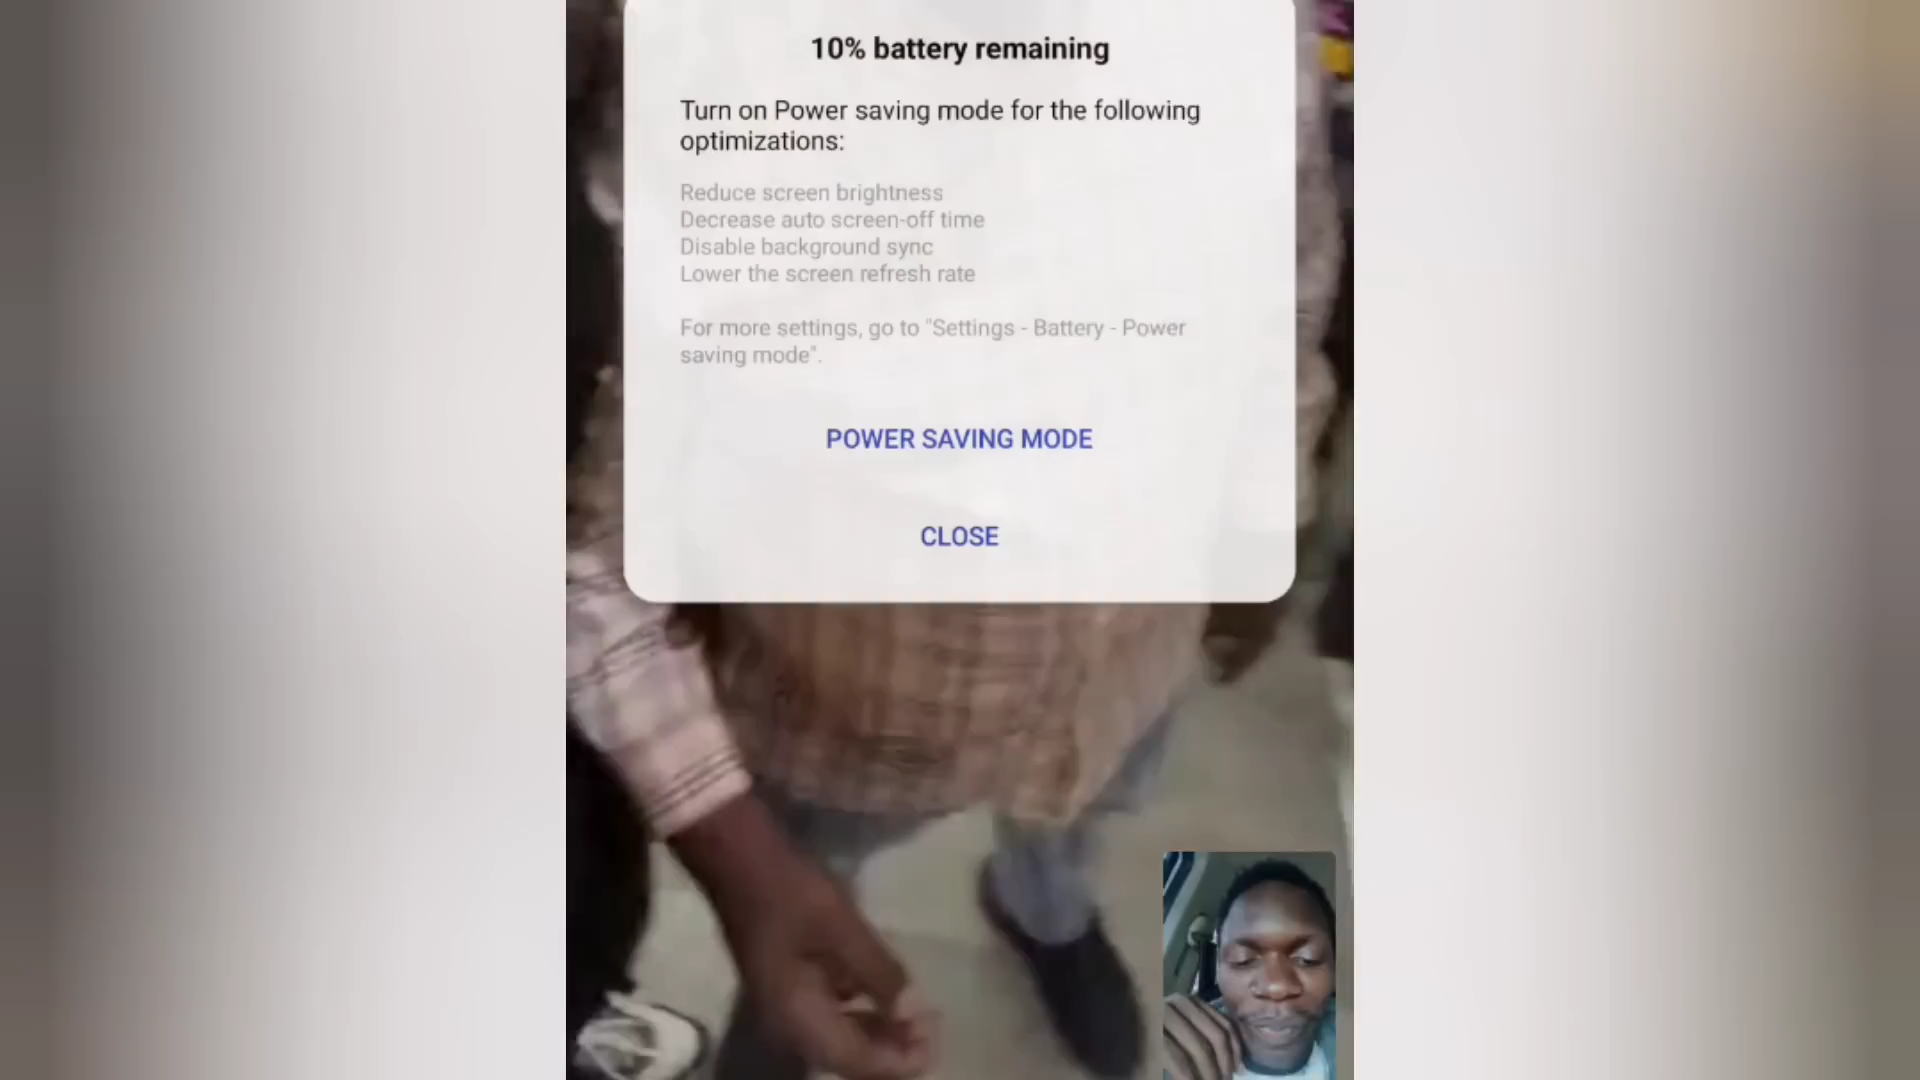 10% battery remaining
Turn on Power saving mode for the following
optimizations:
Reduce screen brightness
Decrease auto screen-off time
Disable background sync
Lower the screen refresh rate
For more settings, go to "Settings - Battery - Power
saving mode".
POWER SAVING MODE
CLOSE